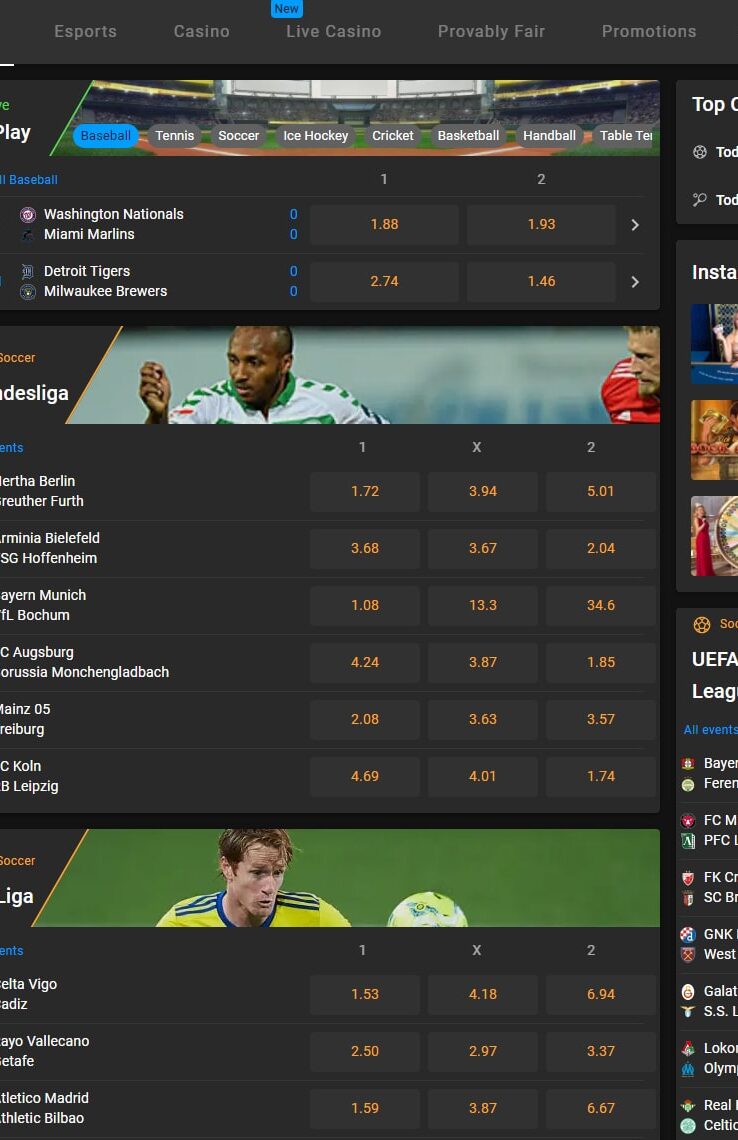 New
Esports Casino Live Casino Provably Fair Promotions
ve
Play
Baseball Tennis Soccer Ice Hockey Cricket Basketball Handball Table Te
ll Baseball 1 2
Washington Nationals 0
Miami Marlins 0
1.88 1.93
Detroit Tigers 0
Milwaukee Brewers 0
2.74 1.46
Soccer
ndesliga
ents 1 X 2
ertha Berlin
reuther Furth
1.72 3.94 5.01
rminia Bielefeld
SG Hoffenheim
3.68 3.67 2.04
ayern Munich
fL Bochum
1.08 13.3 34.6
C Augsburg
orussia Monchengladbach
4.24 3.87 1.85
Mainz 05
reiburg
2.08 3.63 3.57
C Koln
B Leipzig
4.69 4.01 1.74
Soccer
Liga
ents 1 X 2
elta Vigo
adiz
1.53 4.18 6.94
ayo Vallecano
etafe
2.50 2.97 3.37
tletico Madrid
thletic Bilbao
1.59 3.87 6.67
Top
Tod
Tod
Insta
Soc
UEFA
Leag
All events
Bayer
Feren
FC M
PFC L
FK Cr
SC Br
GNK
West
Galat
S.S. L
Lokor
Olymp
Real
Celtic